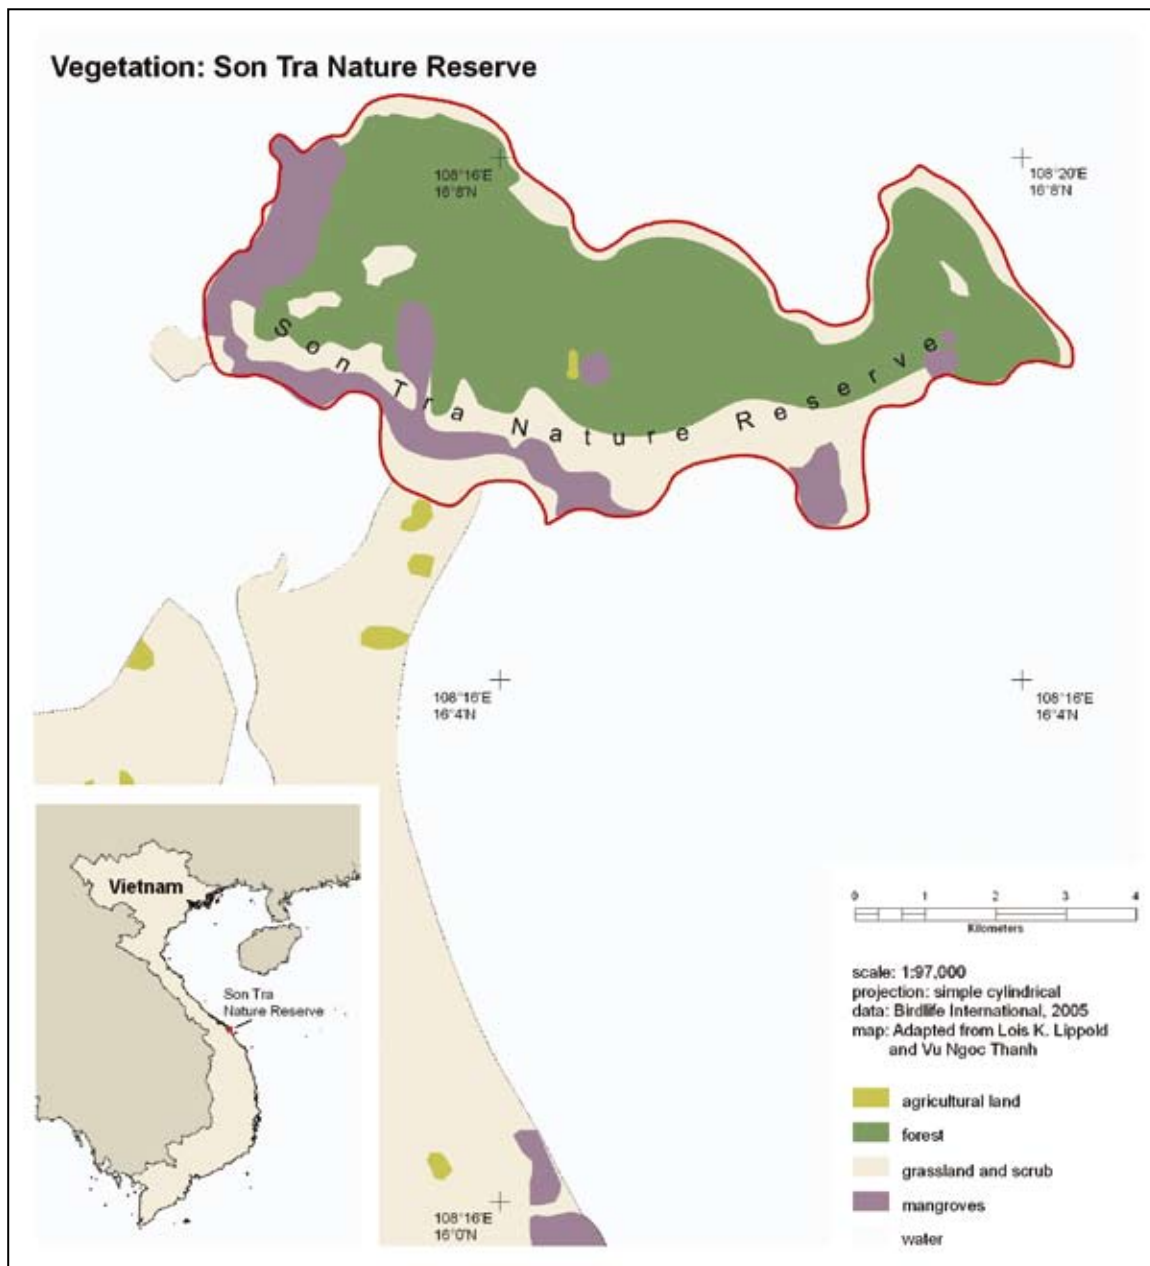 Vegetation: Son Tra Nature Reserve
108°16'E
16°8'N
108°20'E
16°8'N
Son Tra Nature Reserve
108°16'E
16°4'N
108°16'E
16°4'N
Vietnam
Son Tra
Nature Reserve
0 1 2 3 4
Kilometers
scale: 1:97,000
projection: simple cylindrical
data: Birdlife International, 2005
map: Adapted from Lois K. Lippold
and Vu Ngoc Thanh
agricultural land
forest
grassland and scrub
mangroves
water
108°16'E
16°0'N